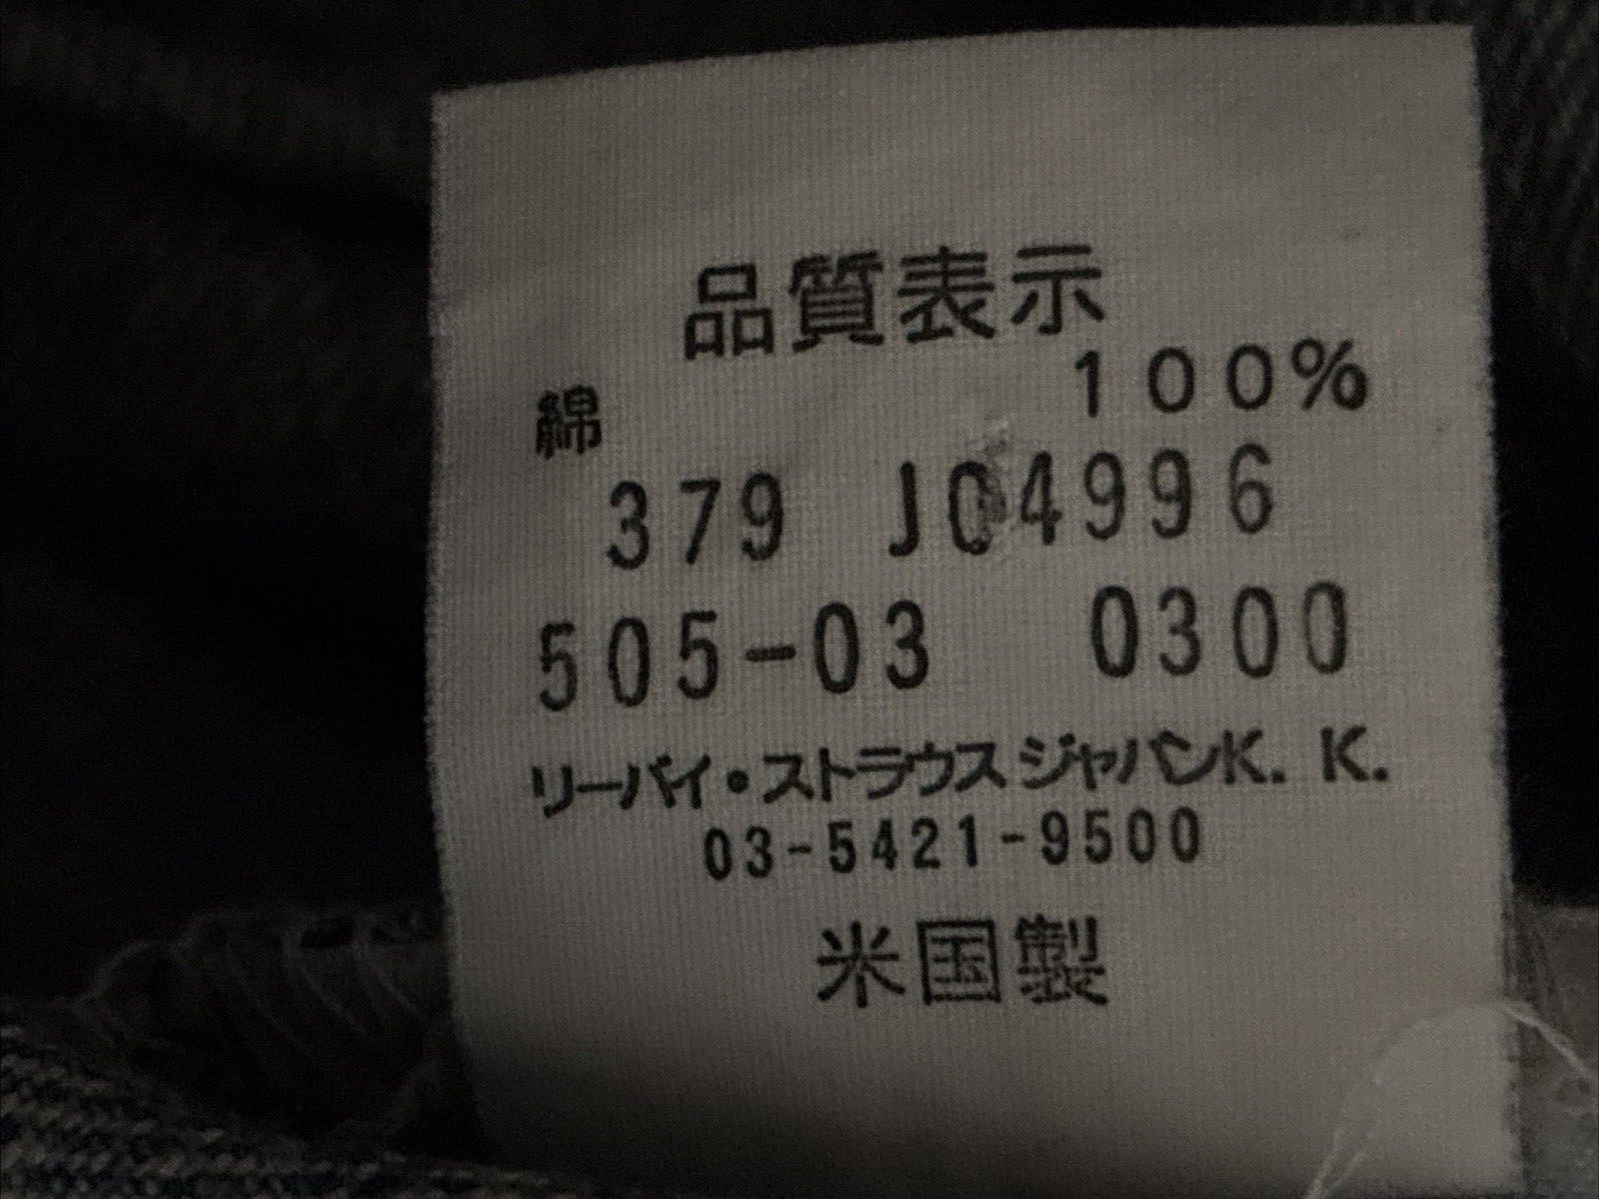 品質表示
綿 100%
379 J04996
505-03 0300
リーバイ・ストラウス ジャパンK. K.
03-5421-9500
米国製